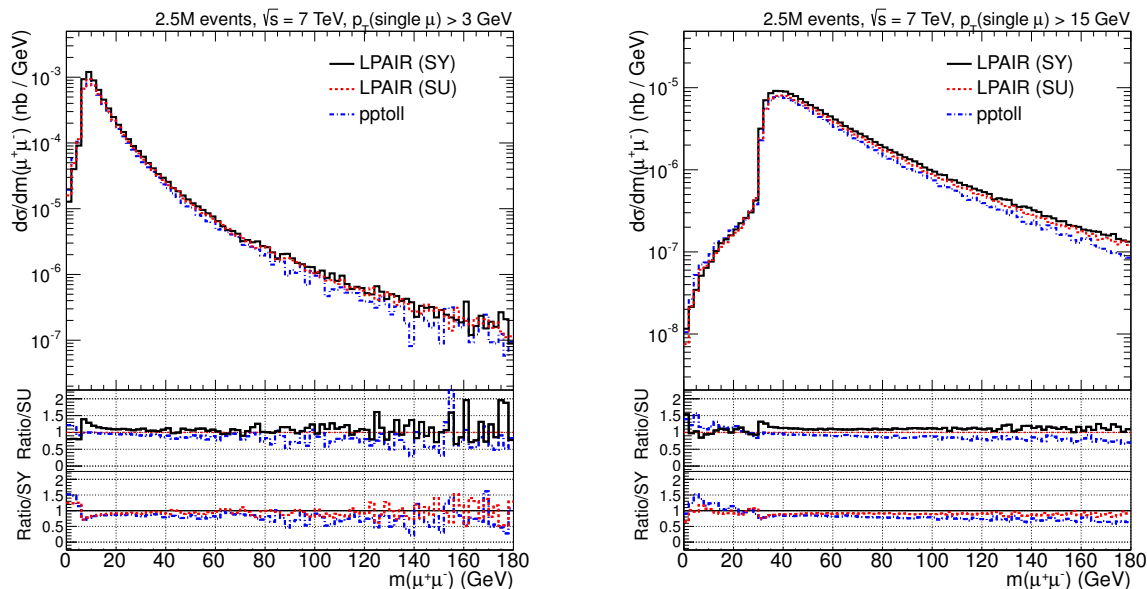 2.5M events, √s = 7 TeV, p_T(single μ) > 3 GeV
dσ/dm(μ⁺μ⁻) (nb / GeV)
LPAIR (SY)
LPAIR (SU)
pptoll
10⁻³
10⁻⁴
10⁻⁵
10⁻⁶
10⁻⁷
Ratio/SU
2
1.5
1
0.5
0
Ratio/SY
2
1.5
1
0.5
0
0 20 40 60 80 100 120 140 160 180
m(μ⁺μ⁻) (GeV)
2.5M events, √s = 7 TeV, p_T(single μ) > 15 GeV
dσ/dm(μ⁺μ⁻) (nb / GeV)
LPAIR (SY)
LPAIR (SU)
pptoll
10⁻⁵
10⁻⁶
10⁻⁷
10⁻⁸
Ratio/SU
2
1.5
1
0.5
0
Ratio/SY
2
1.5
1
0.5
0
0 20 40 60 80 100 120 140 160 180
m(μ⁺μ⁻) (GeV)